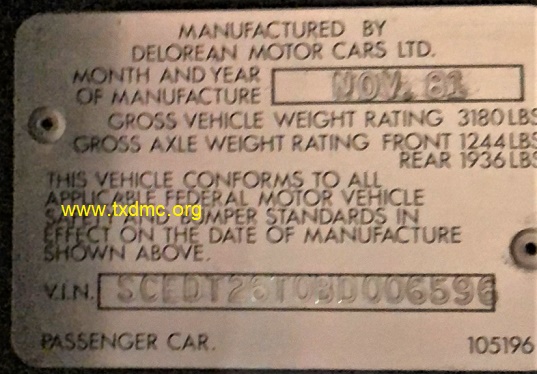 MANUFACTURED BY
DELOREAN MOTOR CARS LTD.
MONTH AND YEAR
OF MANUFACTURE NOV. 81
GROSS VEHICLE WEIGHT RATING 3180 LBS
GROSS AXLE WEIGHT RATING FRONT 1244 LBS
REAR 1936 LBS
THIS VEHICLE CONFORMS TO ALL
APPLICABLE FEDERAL MOTOR VEHICLE
www.txdmc.org
STANDARDS IN
EFFECT ON THE DATE OF MANUFACTURE
SHOWN ABOVE.
V.I.N. SCEDT26T0BD006596
PASSENGER CAR. 105196